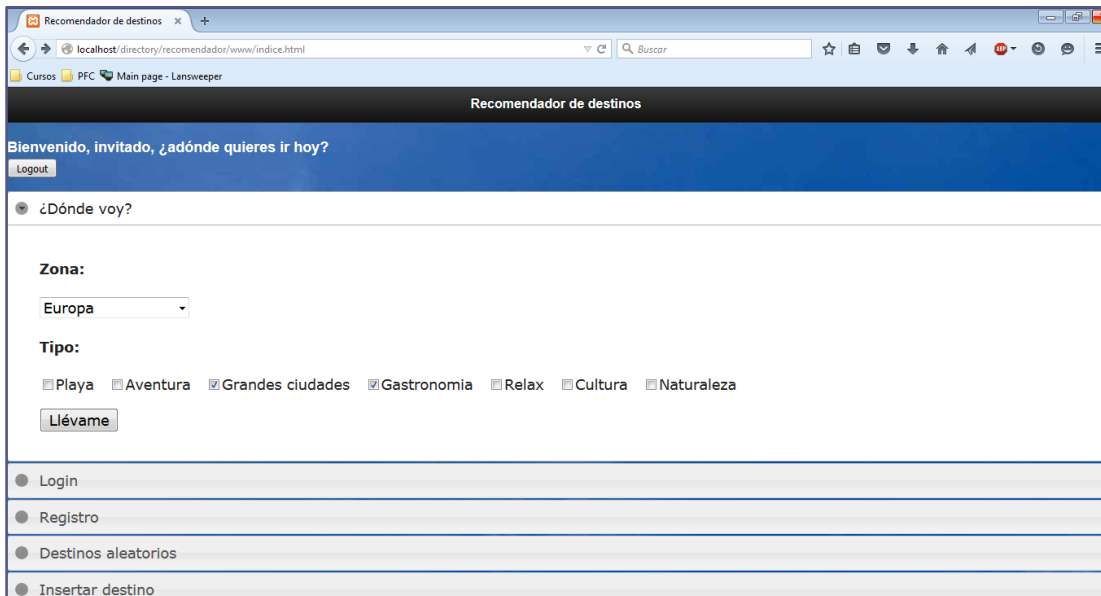 Recomendador de destinos × +
localhost/directory/recomendador/www/indice.html
Buscar
ABP
Cursos PFC Main page - Lansweeper
Recomendador de destinos
Bienvenido, invitado, ¿adónde quieres ir hoy?
Logout
¿Dónde voy?
Zona:
Europa
Tipo:
Playa Aventura Grandes ciudades Gastronomia Relax Cultura Naturaleza
Llévame
Login
Registro
Destinos aleatorios
Insertar destino